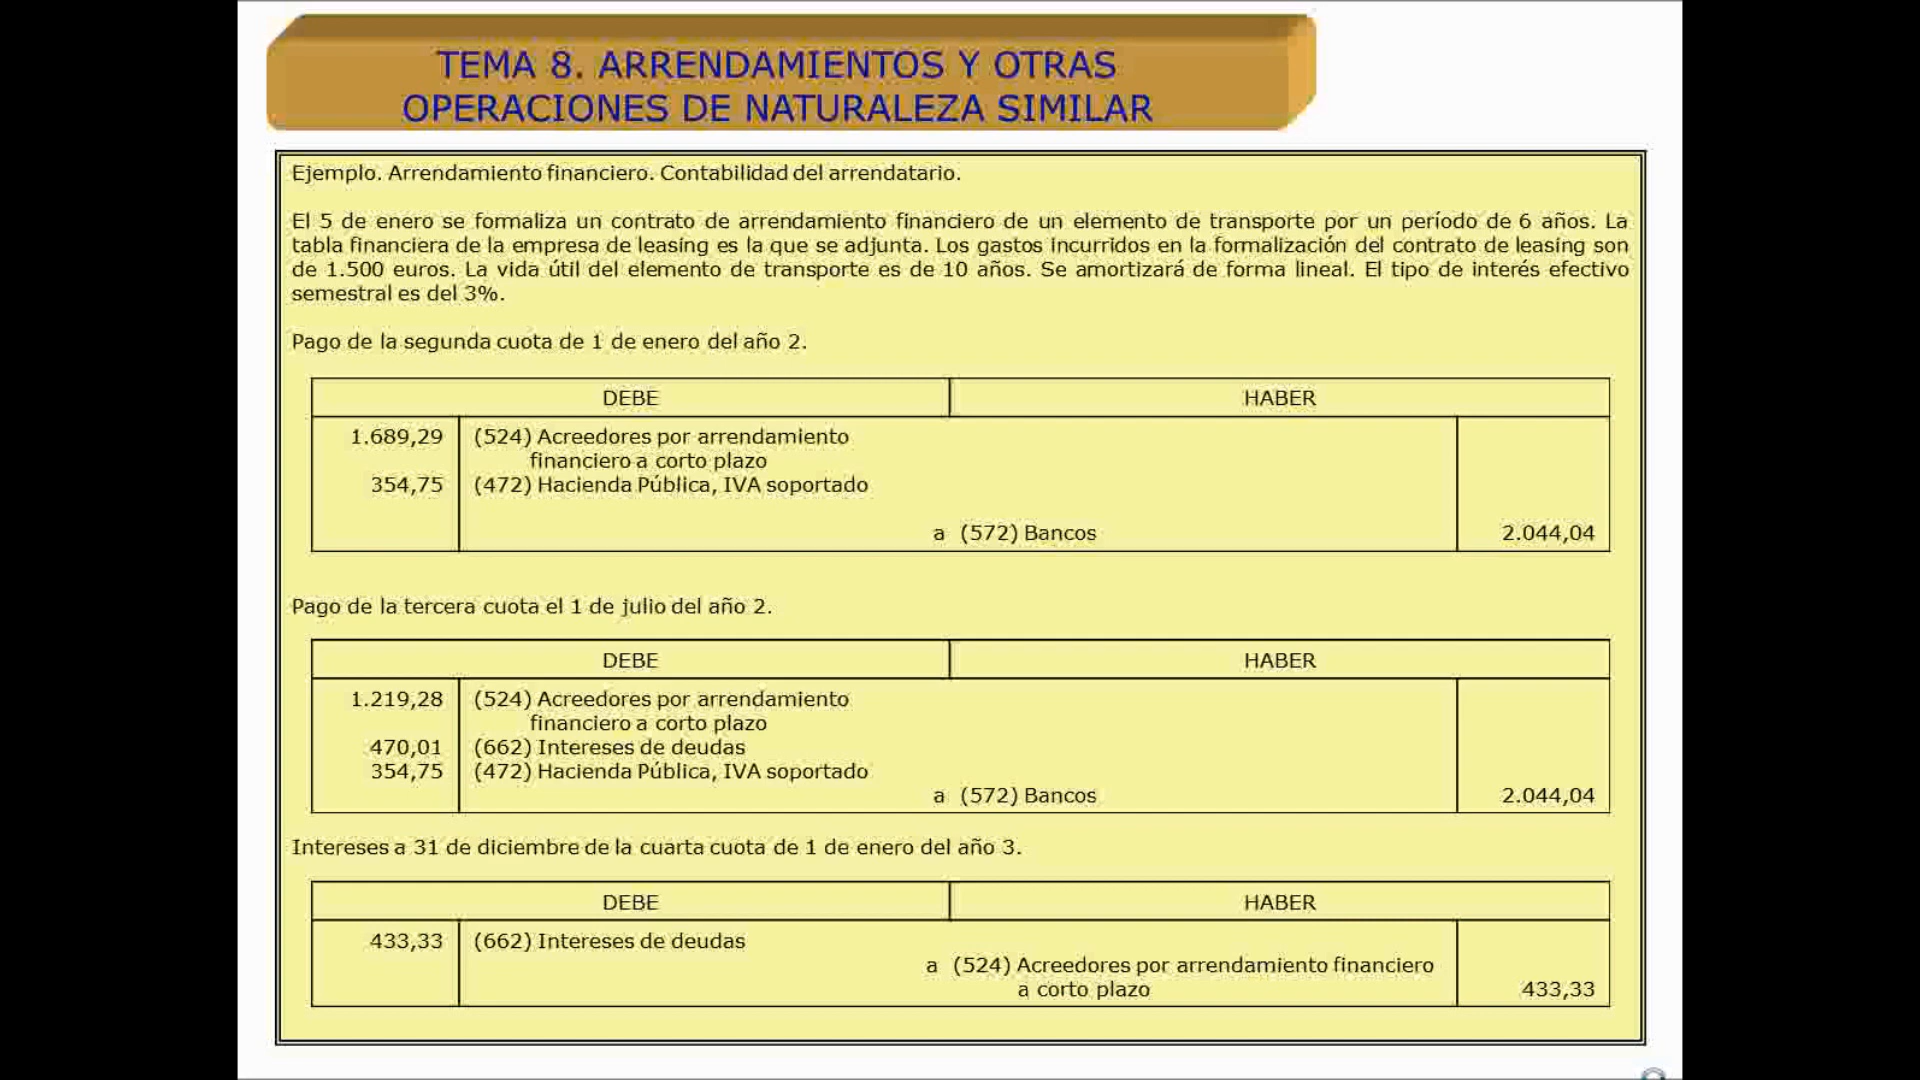 TEMA 8. ARRENDAMIENTOS Y OTRAS
OPERACIONES DE NATURALEZA SIMILAR
Ejemplo. Arrendamiento financiero. Contabilidad del arrendatario.
El 5 de enero se formaliza un contrato de arrendamiento financiero de un elemento de transporte por un período de 6 años. La
tabla financiera de la empresa de leasing es la que se adjunta. Los gastos incurridos en la formalización del contrato de leasing son
de 1.500 euros. La vida útil del elemento de transporte es de 10 años. Se amortizará de forma lineal. El tipo de interés efectivo
semestral es del 3%.
Pago de la segunda cuota de 1 de enero del año 2.
DEBE HABER
1.689,29 (524) Acreedores por arrendamiento
financiero a corto plazo
354,75 (472) Hacienda Pública, IVA soportado
a (572) Bancos 2.044,04
Pago de la tercera cuota el 1 de julio del año 2.
DEBE HABER
1.219,28 (524) Acreedores por arrendamiento
financiero a corto plazo
470,01 (662) Intereses de deudas
354,75 (472) Hacienda Pública, IVA soportado
a (572) Bancos 2.044,04
Intereses a 31 de diciembre de la cuarta cuota de 1 de enero del año 3.
DEBE HABER
433,33 (662) Intereses de deudas
a (524) Acreedores por arrendamiento financiero
a corto plazo 433,33